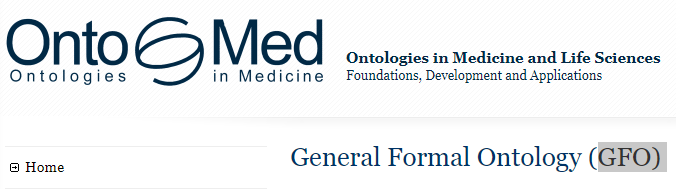 Onto Med
Ontologies in Medicine
Ontologies in Medicine and Life Sciences
Foundations, Development and Applications
Home
General Formal Ontology (GFO)